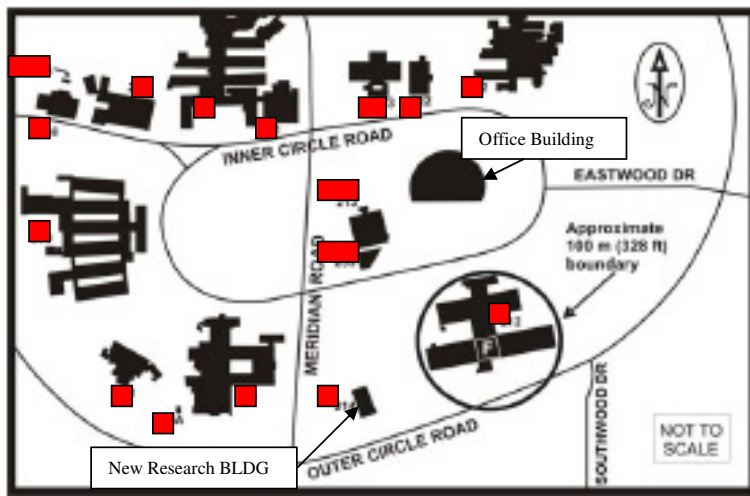 Office Building
INNER CIRCLE ROAD
EASTWOOD DR
Approximate
100 m (328 ft)
boundary
MERIDIAN ROAD
F
SOUTHWOOD DR
OUTER CIRCLE ROAD
New Research BLDG
NOT TO
SCALE
N